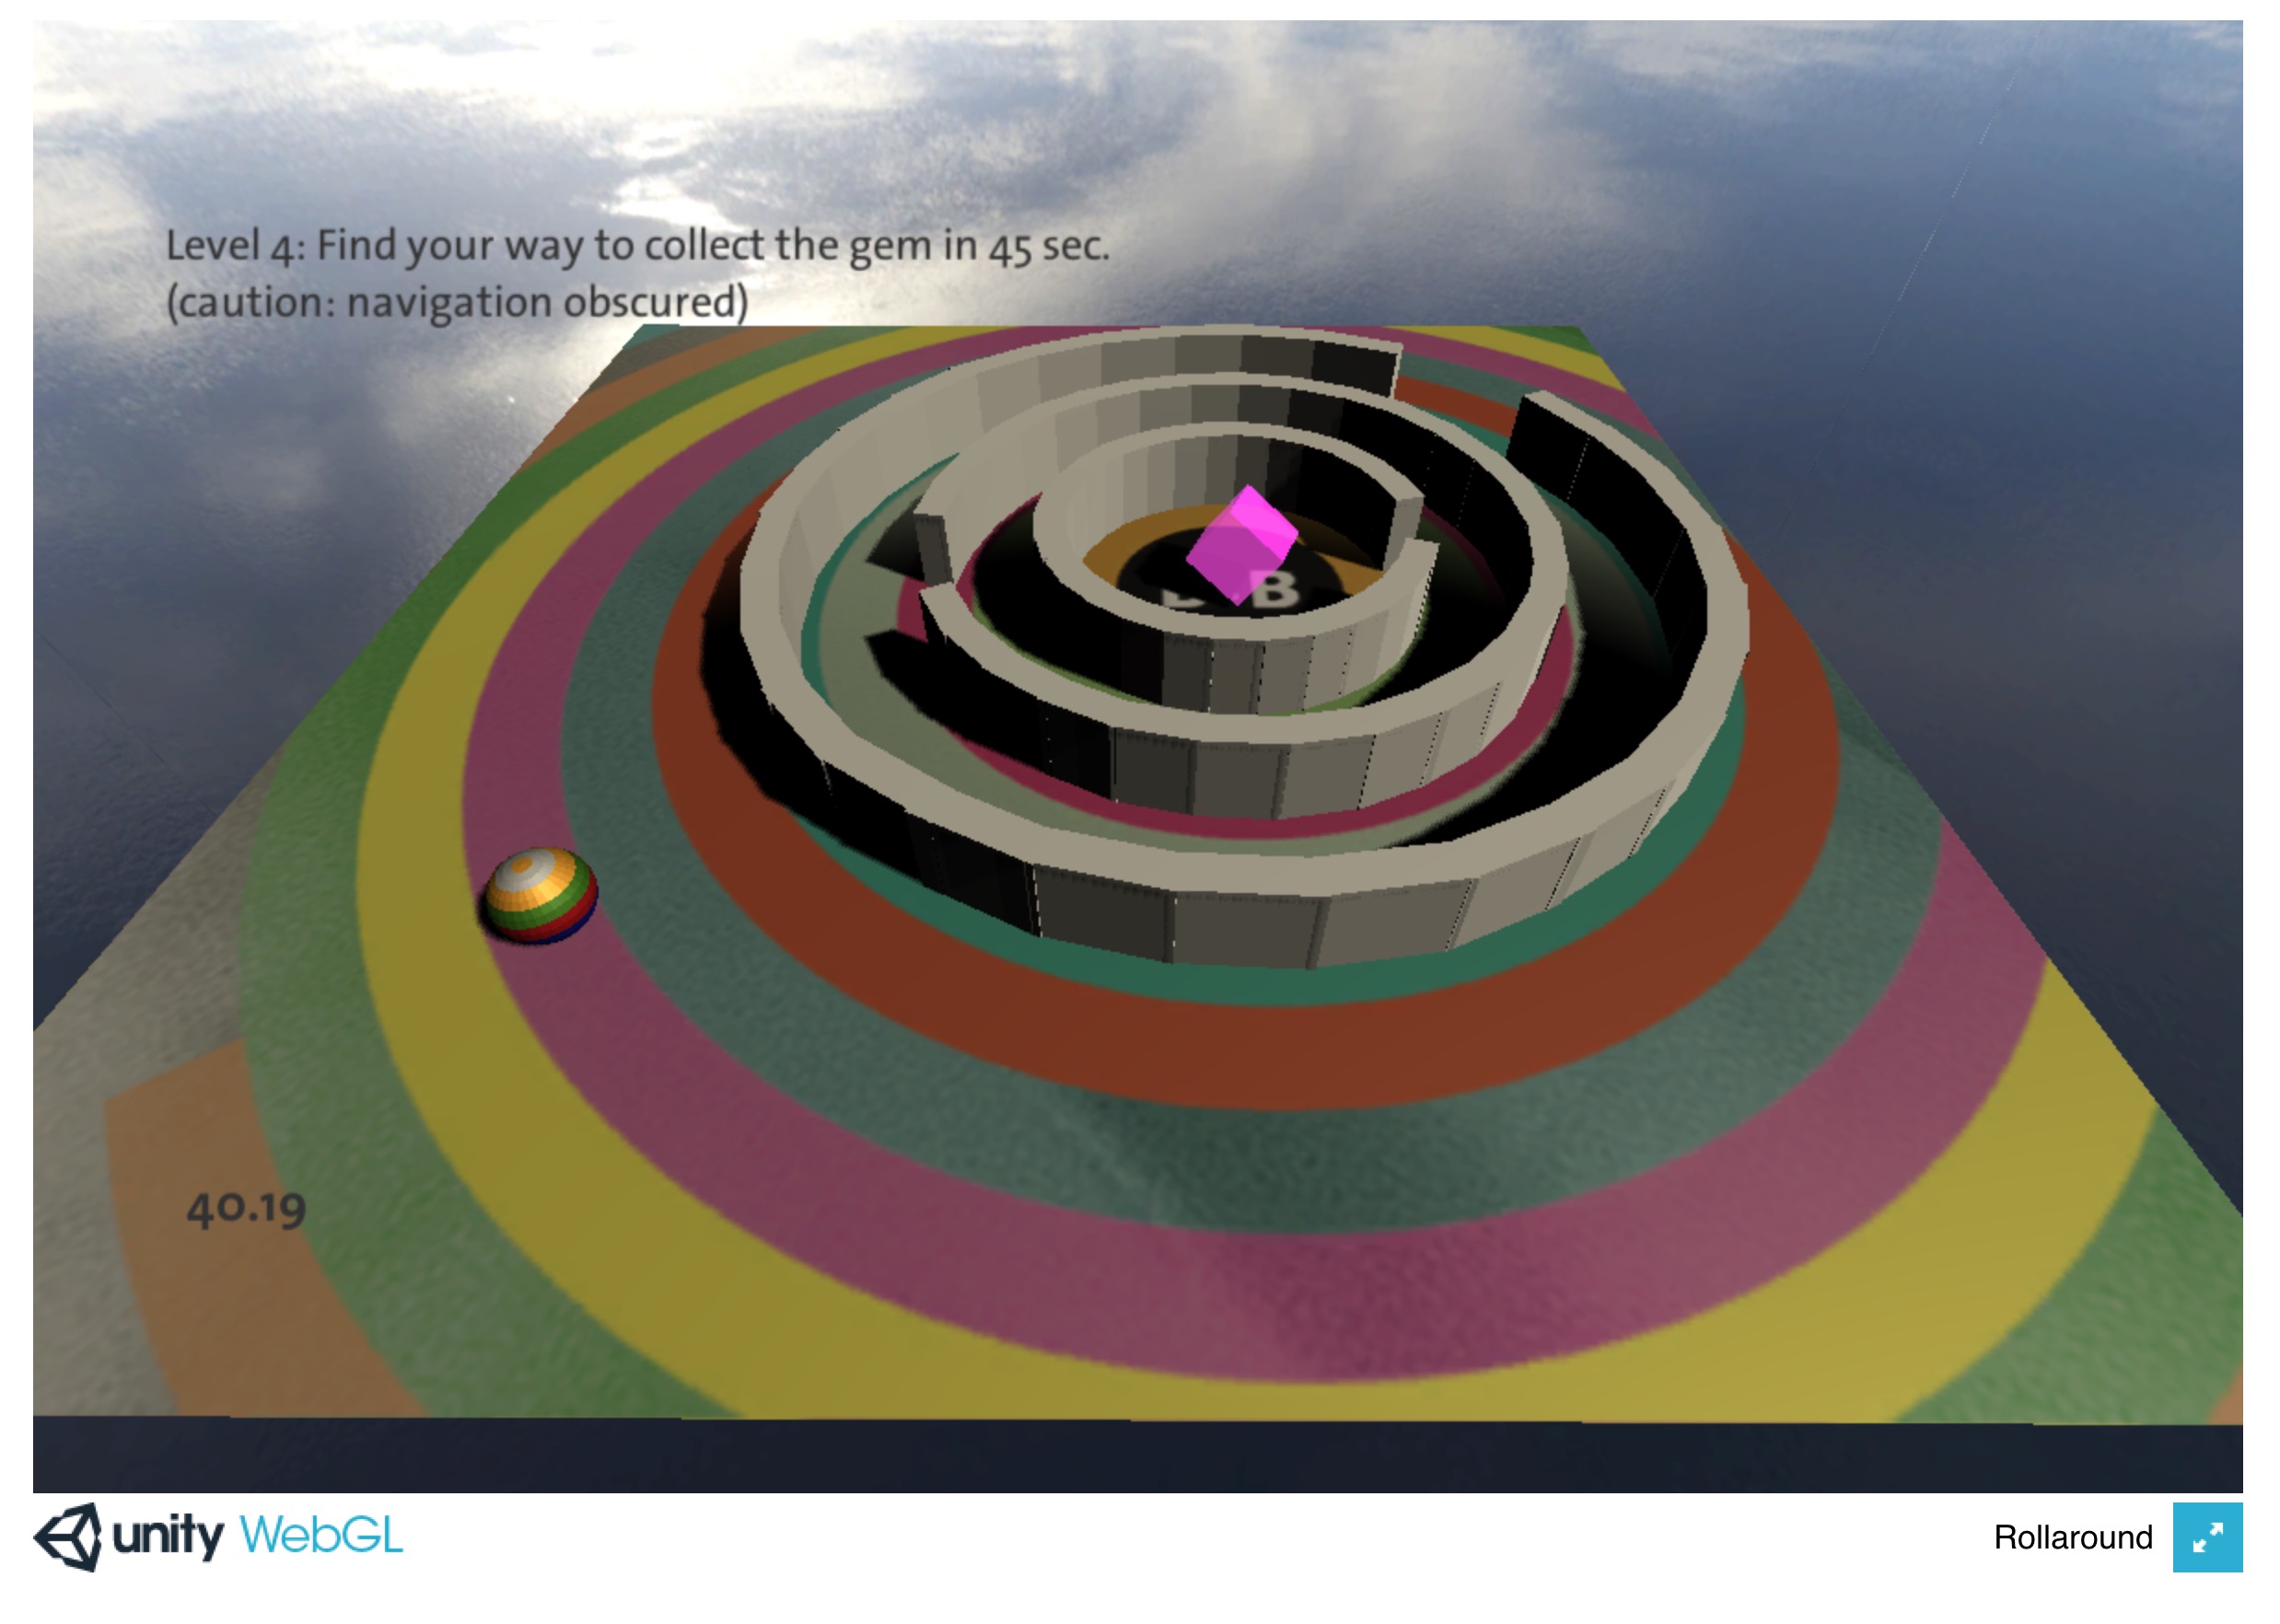 Level 4: Find your way to collect the gem in 45 sec.
(caution: navigation obscured)
B
40.19
unity WebGL
Rollaround